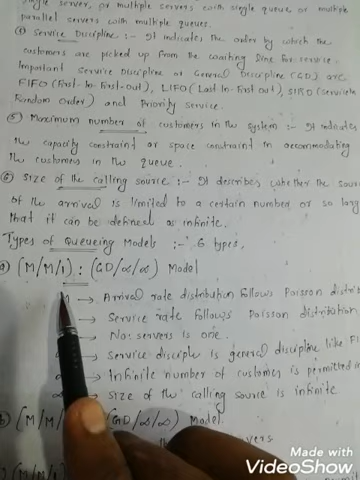 single server, or multiple servers with single queue or multiple
parallel servers with multiple queues.
(4) Service Discipline :- It indicates the order by which the
customers are picked up from the waiting line for service.
Important Service Discipline as General Discipline (GD) are
FIFO (First-In First-Out), LIFO (Last In-First Out), SIRO (Service In
Random Order) and Priority Service.
(5) Maximum number of customers in the system :- It indicates
the capacity constraint or space constraint in accommodating
the customers in the queue.
(6) Size of the calling source :- It describes whether the source
of the arrival is limited to a certain number or so larg
that it can be defined as infinite.
Types of Queueing Models :- 6 types.
a) (M/M/1) : (GD/∞/∞) Model
→ Arrival rate distribution follows Poisson distri
→ Service rate follows Poisson distribution
→ No: servers is one.
→ Service disciple is general discipline like FI
→ Infinite number of customer is permitted in
→ Size of the calling source is infinite
b) (M/M/ GD/∞/∞) Model
vers
(M/M/1)
Made with
VideoShow